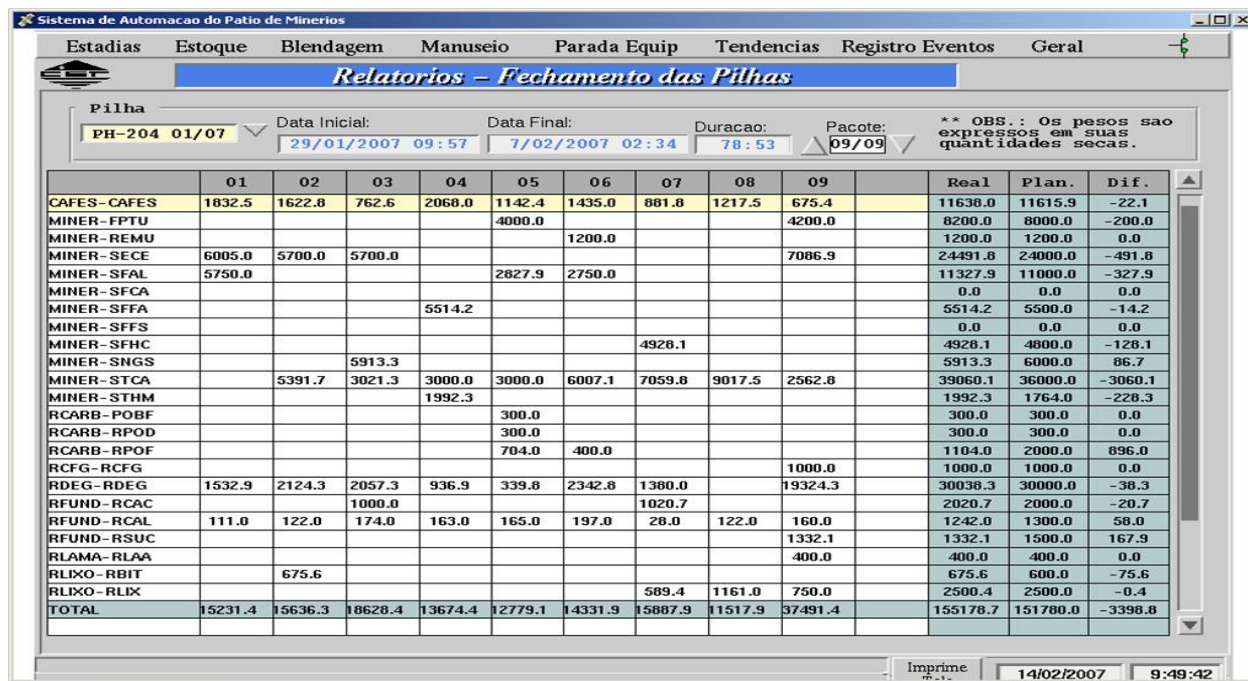 Sistema de Automacao do Patio de Minerios
Estadias Estoque Blendagem Manuseio Parada Equip Tendencias Registro Eventos Geral
Relatorios – Fechamento das Pilhas
Pilha
PH-204 01/07
Data Inicial:
29/01/2007 09:57
Data Final:
7/02/2007 02:34
Duracao:
78:53
Pacote:
09/09
** OBS.: Os pesos sao
expressos em suas
quantidades secas.
01 02 03 04 05 06 07 08 09 Real Plan. Dif.
CAFES-CAFES 1832.5 1622.8 762.6 2068.0 1142.4 1435.0 881.8 1217.5 675.4 11638.0 11615.9 -22.1
MINER-FPTU 4000.0 4200.0 8200.0 8000.0 -200.0
MINER-REMU 1200.0 1200.0 1200.0 0.0
MINER-SECE 6005.0 5700.0 5700.0 7086.9 24491.8 24000.0 -491.8
MINER-SFAL 5750.0 2827.9 2750.0 11327.9 11000.0 -327.9
MINER-SFCA 0.0 0.0 0.0
MINER-SFFA 5514.2 5514.2 5500.0 -14.2
MINER-SFFS 0.0 0.0 0.0
MINER-SFHC 4928.1 4928.1 4800.0 -128.1
MINER-SNGS 5913.3 5913.3 6000.0 86.7
MINER-STCA 5391.7 3021.3 3000.0 3000.0 6007.1 7059.8 9017.5 2562.8 39060.1 36000.0 -3060.1
MINER-STHM 1992.3 1992.3 1764.0 -228.3
RCARB-POBF 300.0 300.0 300.0 0.0
RCARB-RPOD 300.0 300.0 300.0 0.0
RCARB-RPOF 704.0 400.0 1104.0 2000.0 896.0
RCFG-RCFG 1000.0 1000.0 1000.0 0.0
RDEG-RDEG 1532.9 2124.3 2057.3 936.9 339.8 2342.8 1380.0 19324.3 30038.3 30000.0 -38.3
RFUND-RCAC 1000.0 1020.7 2020.7 2000.0 -20.7
RFUND-RCAL 111.0 122.0 174.0 163.0 165.0 197.0 28.0 122.0 160.0 1242.0 1300.0 58.0
RFUND-RSUC 1332.1 1332.1 1500.0 167.9
RLAMA-RLAA 400.0 400.0 400.0 0.0
RLIXO-RBIT 675.6 675.6 600.0 -75.6
RLIXO-RLIX 589.4 1161.0 750.0 2500.4 2500.0 -0.4
TOTAL 15231.4 15636.3 18628.4 13674.4 12779.1 14331.9 15887.9 11517.9 37491.4 155178.7 151780.0 -3398.8
Imprime
14/02/2007 9:49:42